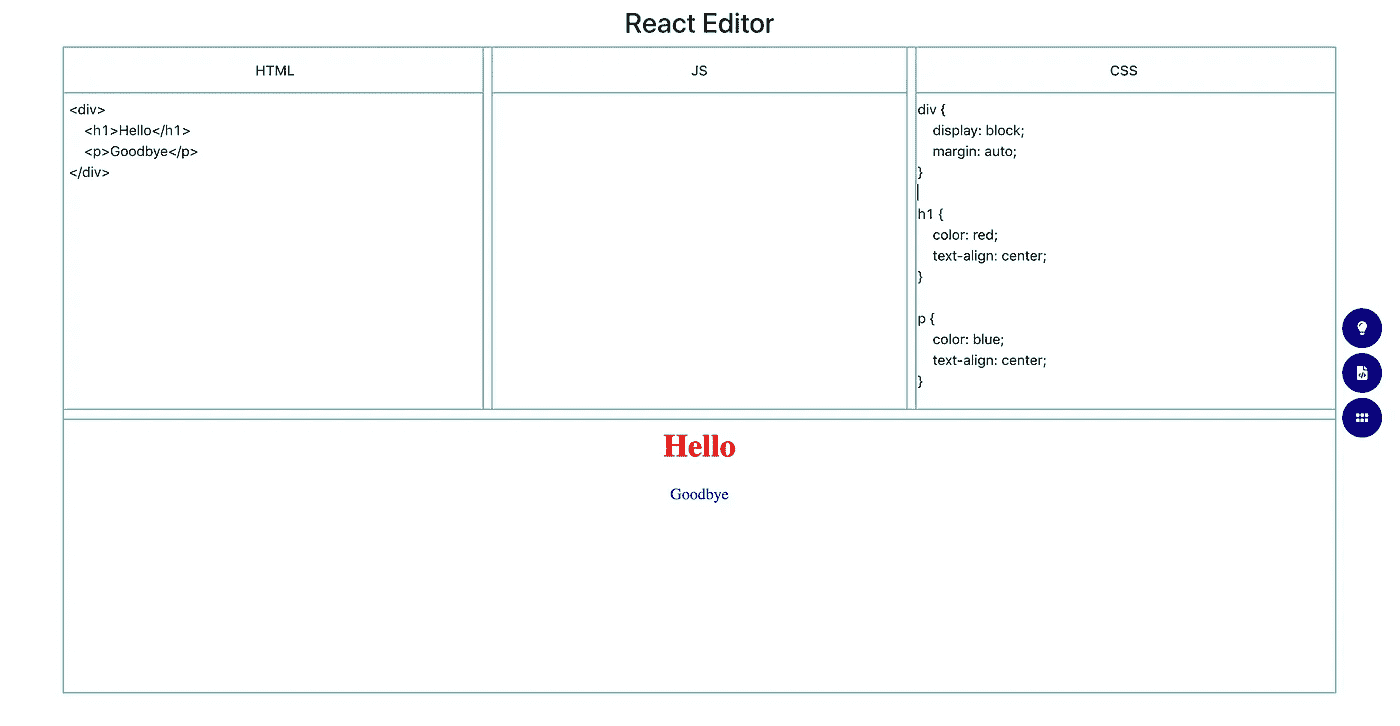 React Editor
HTML
<div>
    <h1>Hello</h1>
    <p>Goodbye</p>
</div>
JS
CSS
div {
    display: block;
    margin: auto;
}
h1 {
    color: red;
    text-align: center;
}
p {
    color: blue;
    text-align: center;
}
Hello
Goodbye